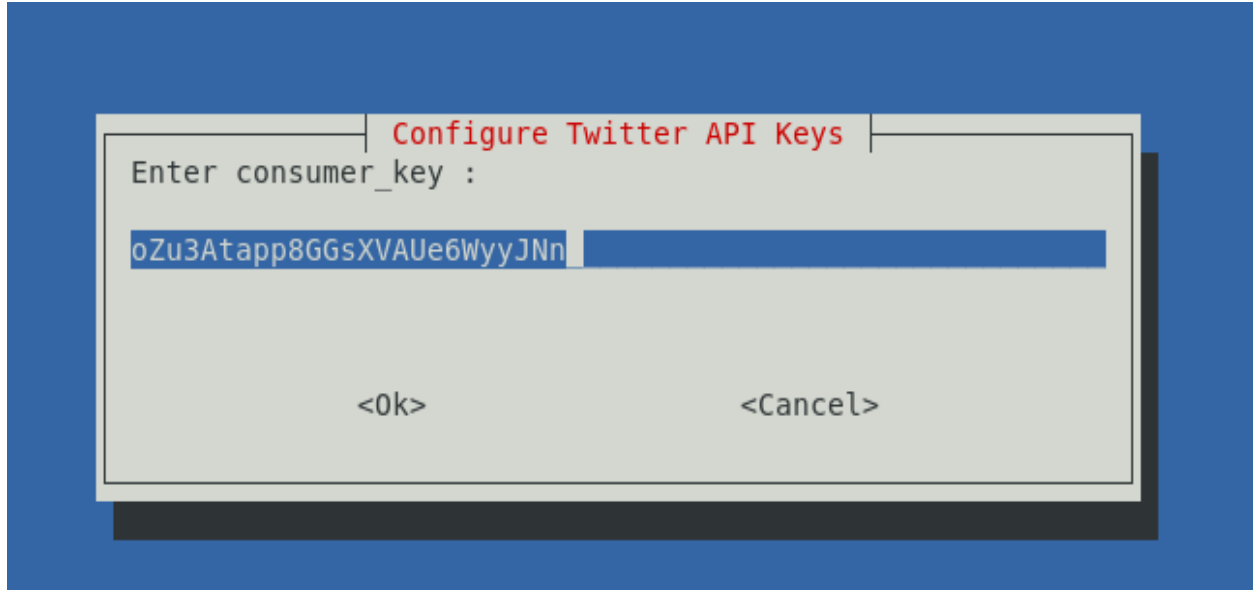 Configure Twitter API Keys
Enter consumer_key :
oZu3Atapp8GGsXVAUe6WyyJNn
<Ok> <Cancel>